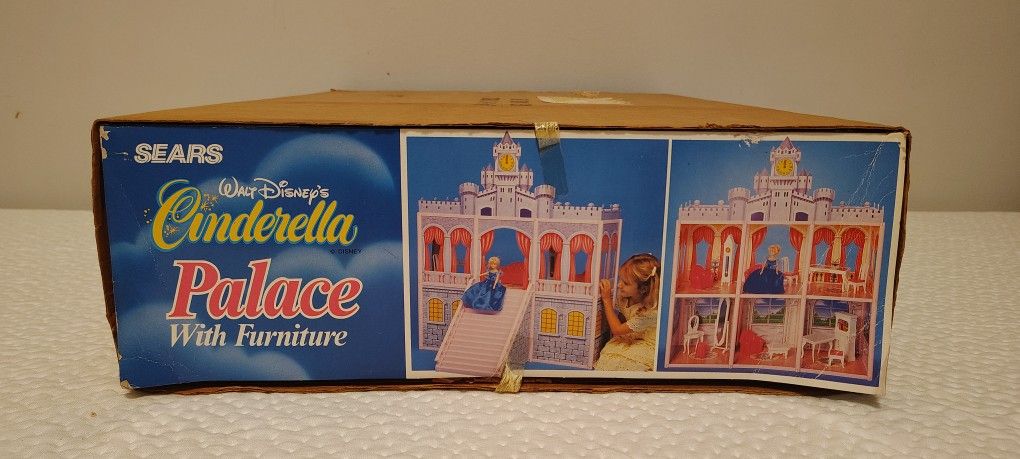 SEARS
WALT DISNEY'S
Cinderella
© DISNEY
Palace
With Furniture